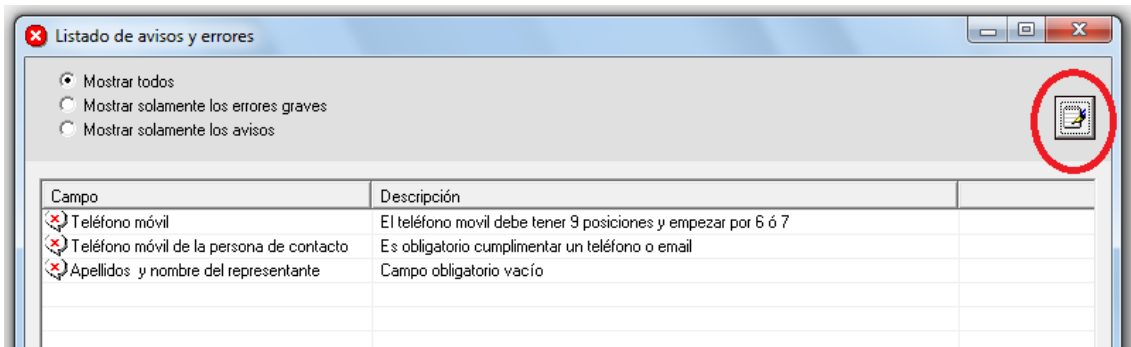 Listado de avisos y errores
Mostrar todos
Mostrar solamente los errores graves
Mostrar solamente los avisos
Campo Descripción
Teléfono móvil El teléfono movil debe tener 9 posiciones y empezar por 6 ó 7
Teléfono móvil de la persona de contacto Es obligatorio cumplimentar un teléfono o email
Apellidos y nombre del representante Campo obligatorio vacío